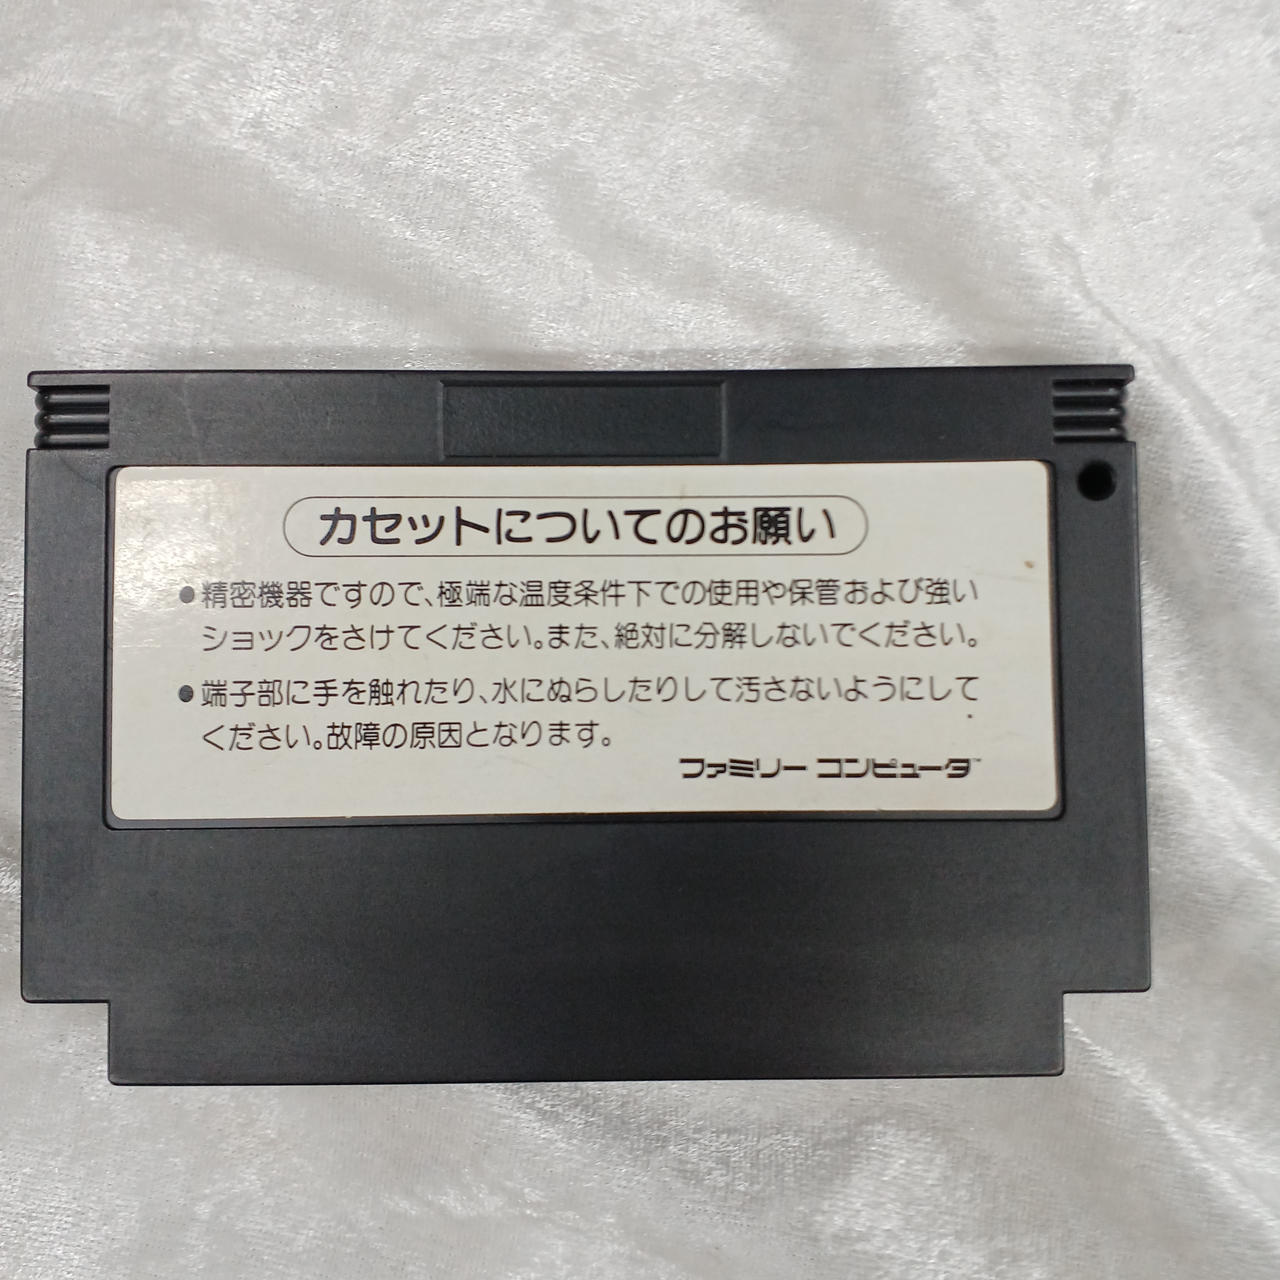 カセットについてのお願い
●精密機器ですので、極端な温度条件下での使用や保管および強い
ショックをさけてください。また、絶対に分解しないでください。
●端子部に手を触れたり、水にぬらしたりして汚さないようにして
ください。故障の原因となります。
ファミリーコンピュータ™